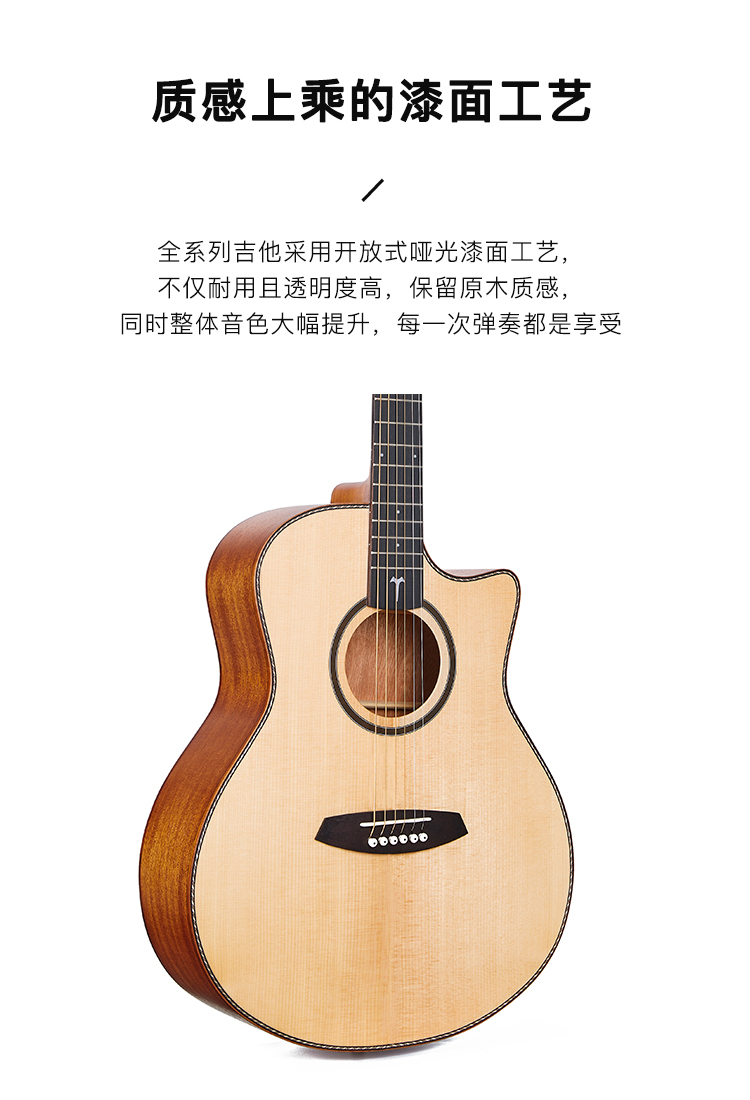 质感上乘的漆面工艺
全系列吉他采用开放式哑光漆面工艺，
不仅耐用且透明度高，保留原木质感，
同时整体音色大幅提升，每一次弹奏都是享受